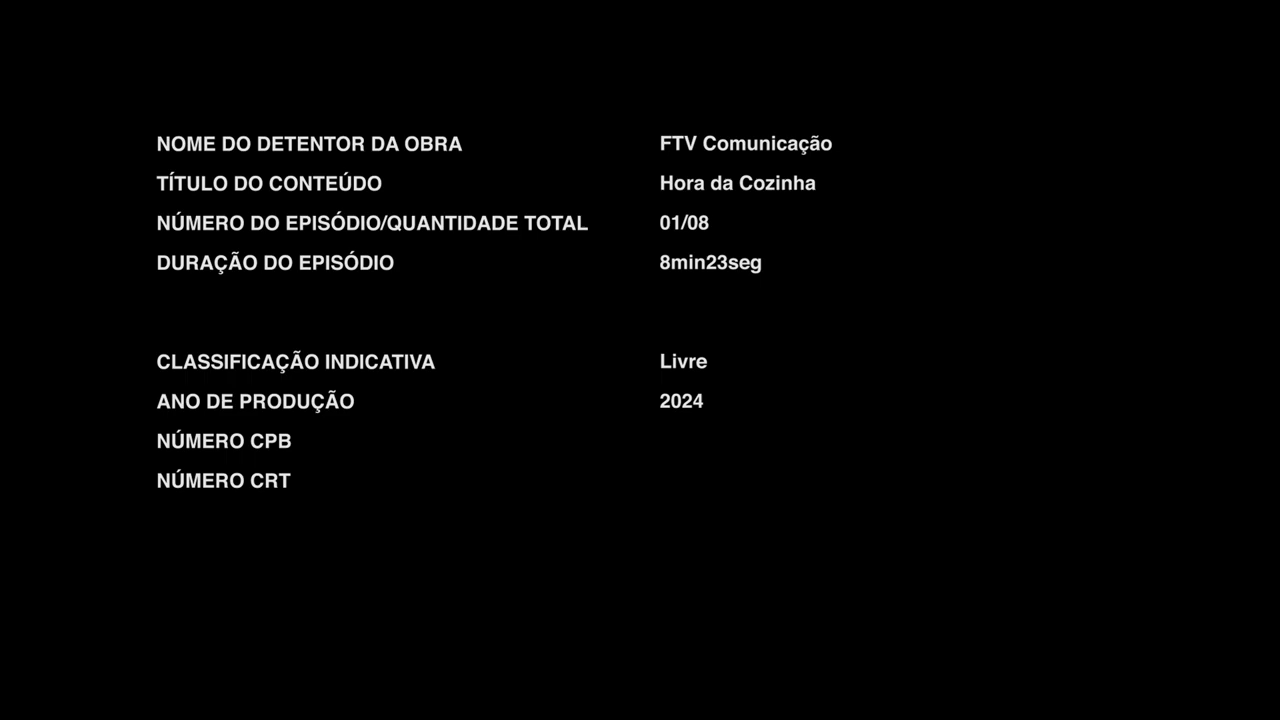 NOME DO DETENTOR DA OBRA FTV Comunicação
TÍTULO DO CONTEÚDO Hora da Cozinha
NÚMERO DO EPISÓDIO/QUANTIDADE TOTAL 01/08
DURAÇÃO DO EPISÓDIO 8min23seg
CLASSIFICAÇÃO INDICATIVA Livre
ANO DE PRODUÇÃO 2024
NÚMERO CPB
NÚMERO CRT